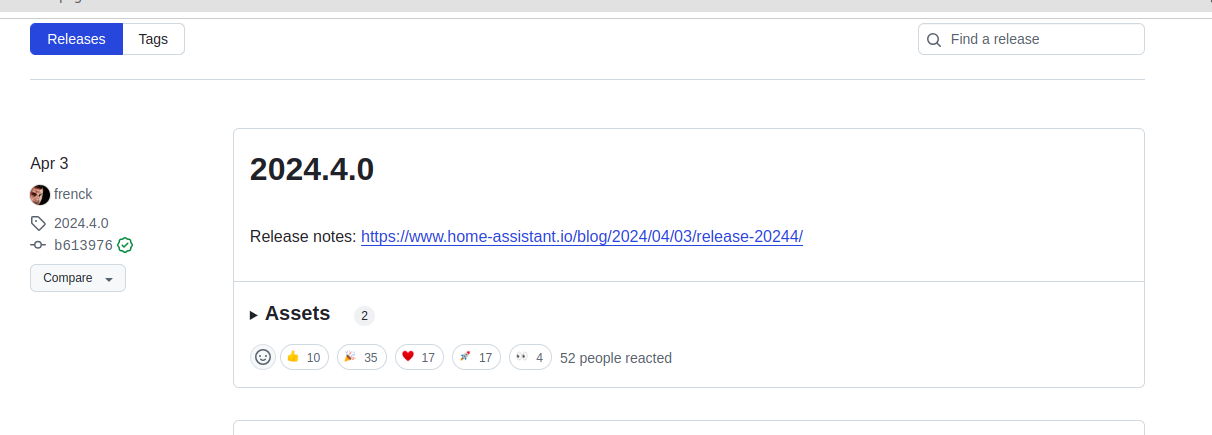 Releases Tags Find a release
Apr 3
frenck
2024.4.0
b613976
Compare
2024.4.0
Release notes: https://www.home-assistant.io/blog/2024/04/03/release-20244/
Assets 2
10 35 17 17 4 52 people reacted